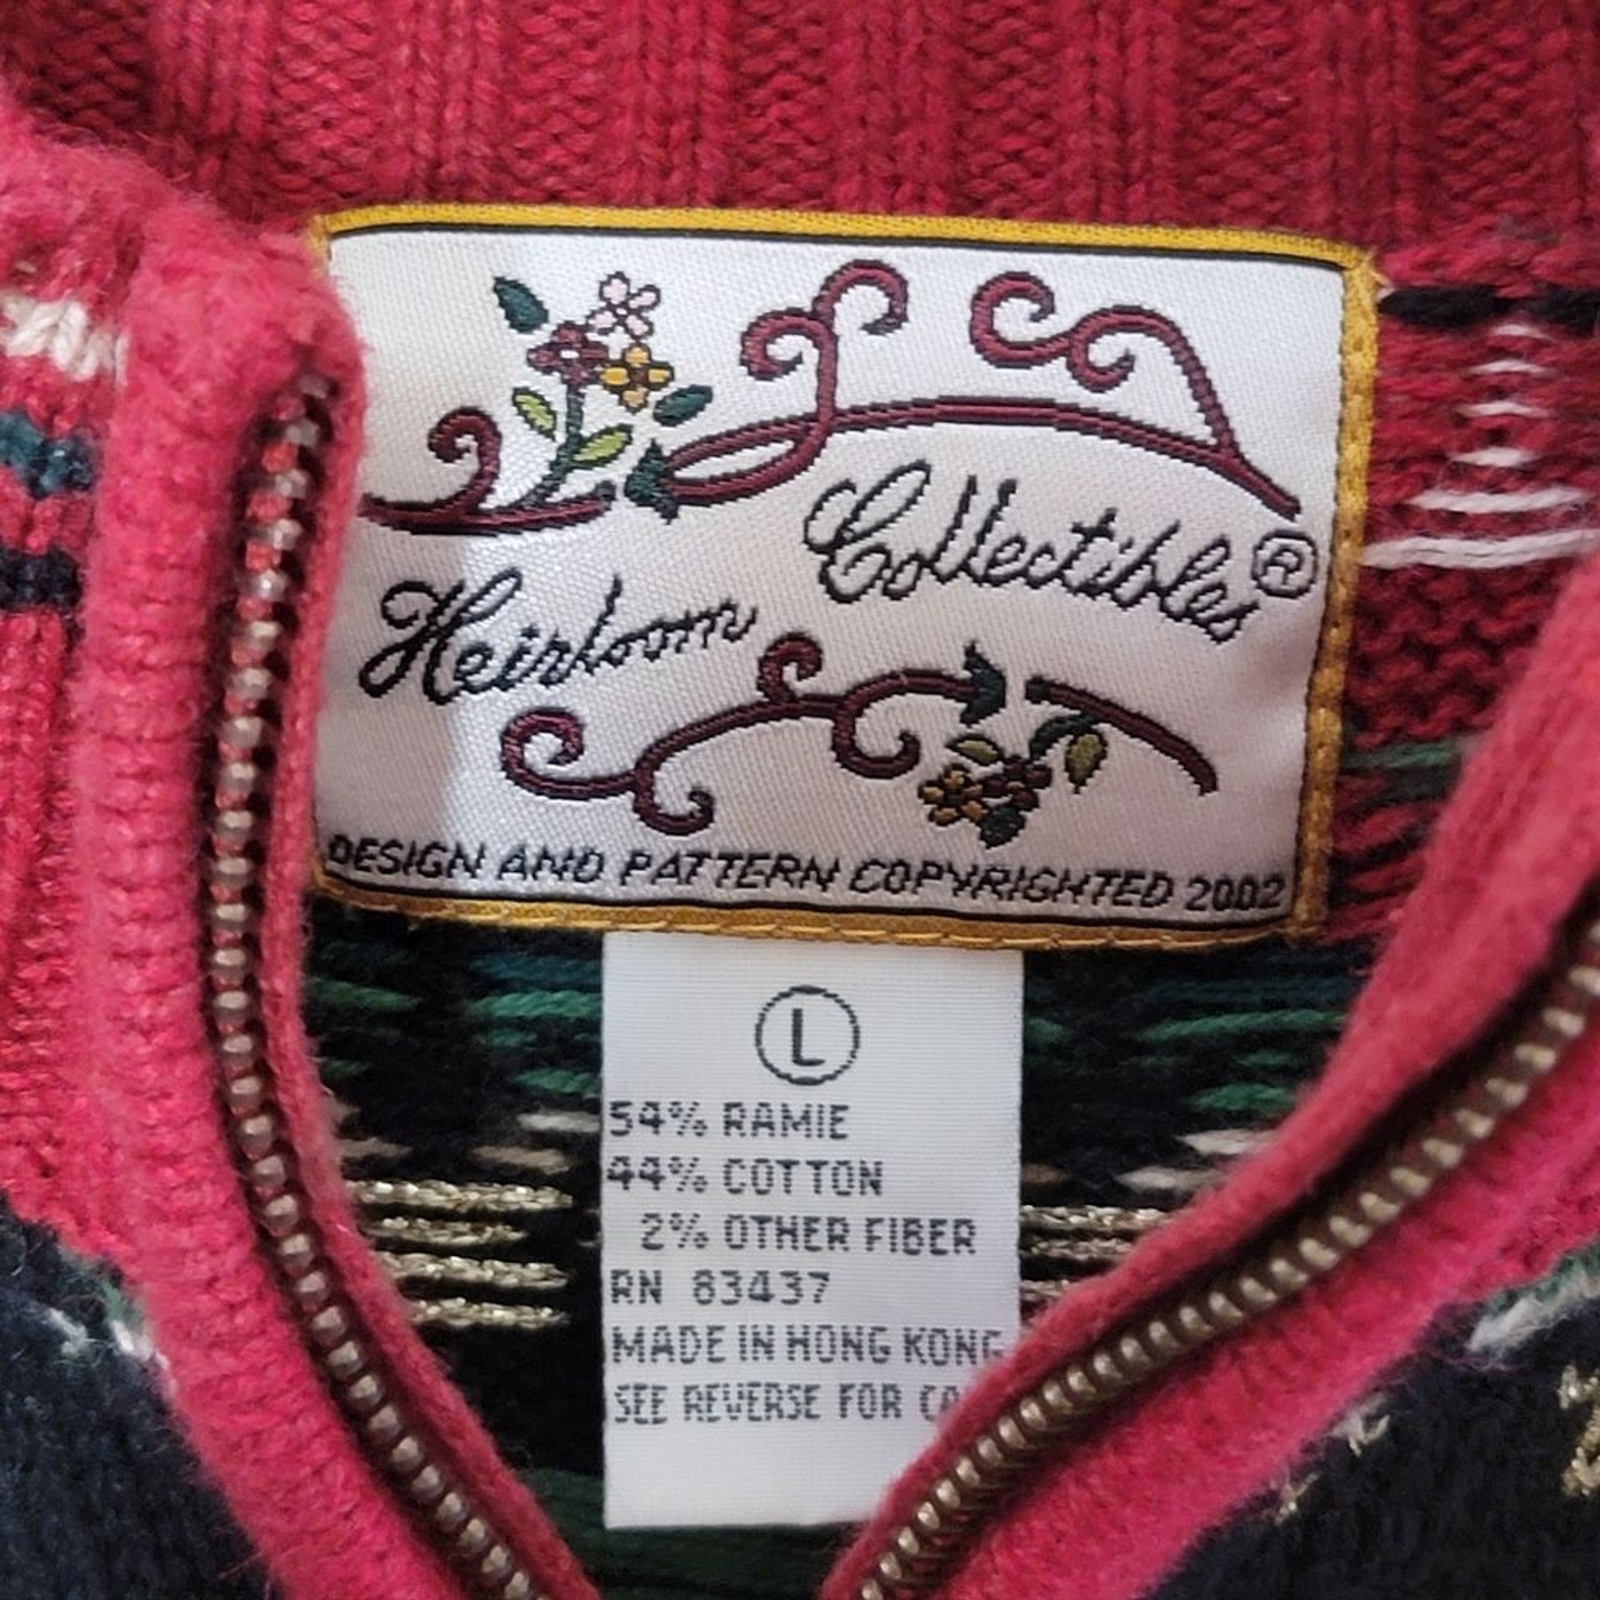 Heirloom Collectibles®
DESIGN AND PATTERN COPYRIGHTED 2002
L
54% RAMIE
44% COTTON
2% OTHER FIBER
RN 83437
MADE IN HONG KONG
SEE REVERSE FOR